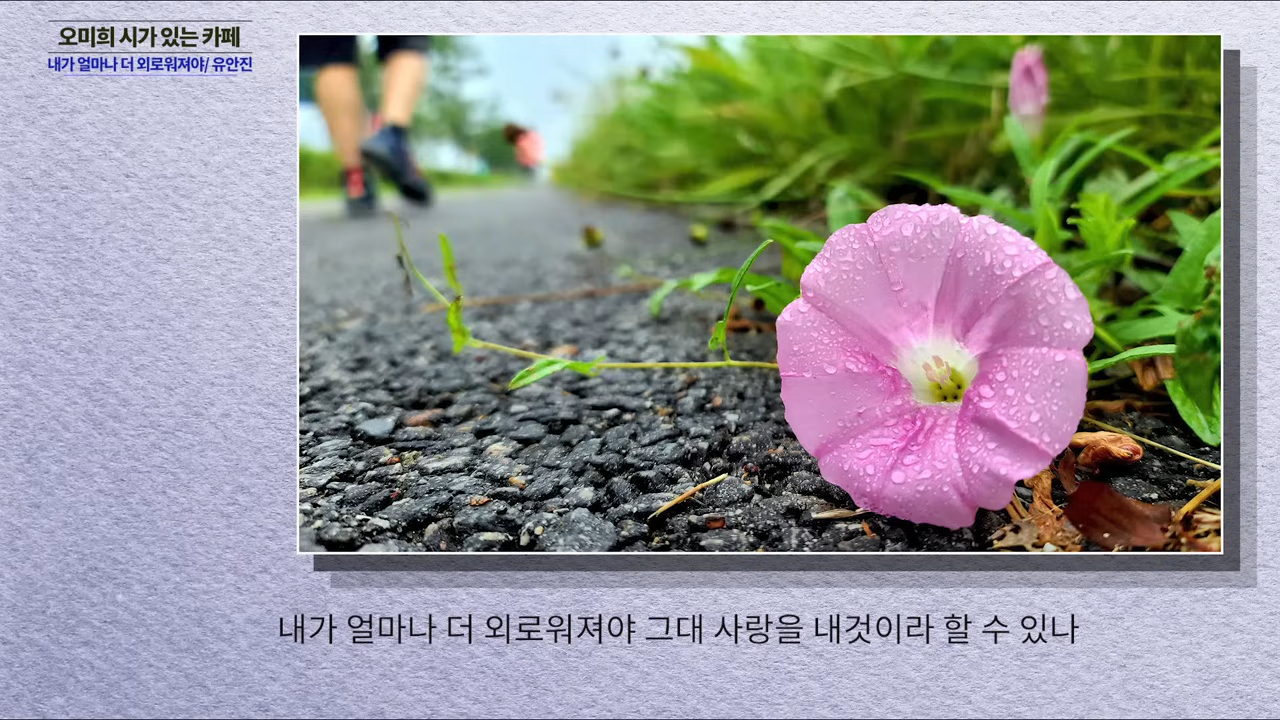 오미희 시가 있는 카페
내가 얼마나 더 외로워져야/ 유안진
내가 얼마나 더 외로워져야 그대 사랑을 내것이라 할 수 있나